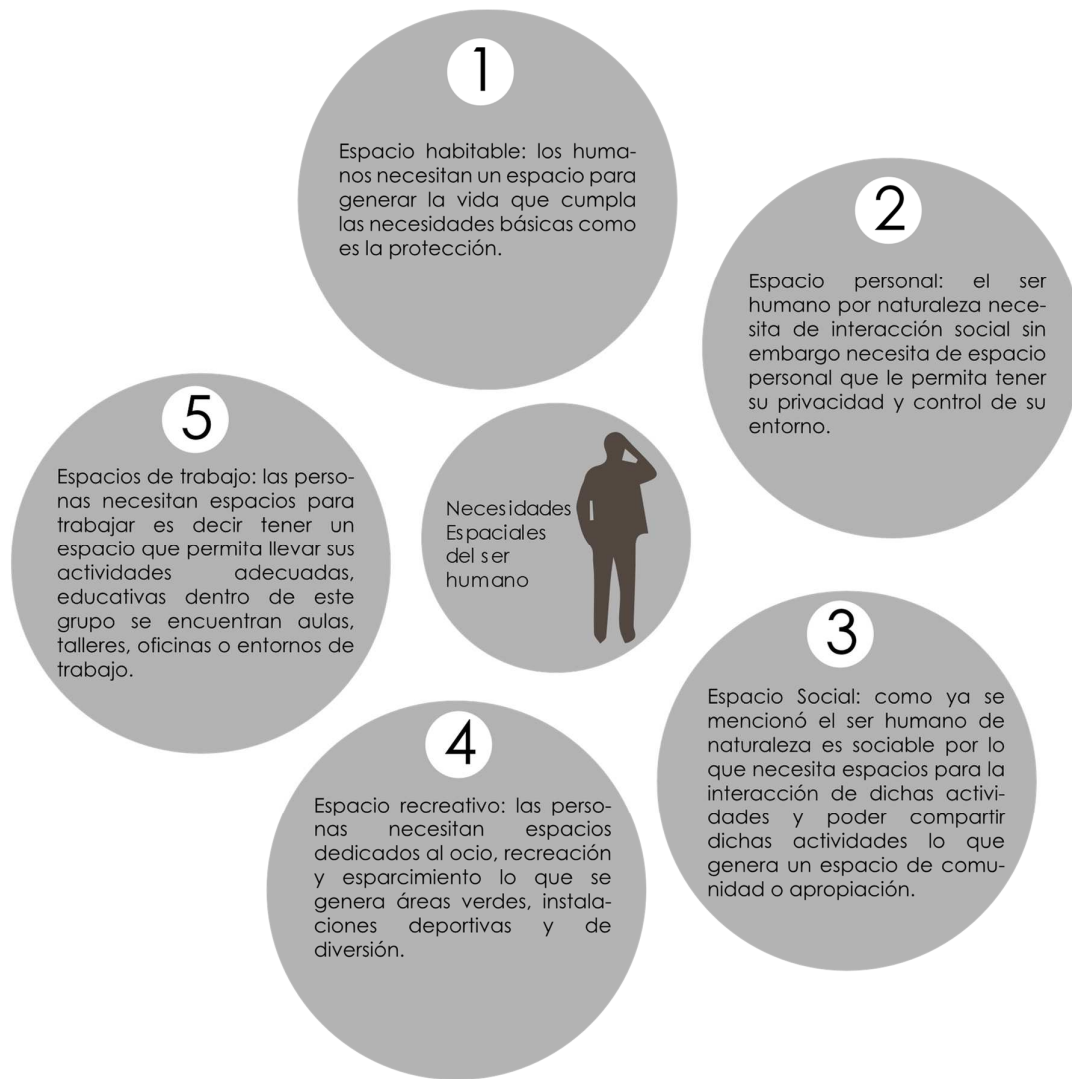 1
Espacio habitable: los huma-
nos necesitan un espacio para
generar la vida que cumpla
las necesidades básicas como
es la protección.
2
Espacio personal: el ser
humano por naturaleza nece-
sita de interacción social sin
embargo necesita de espacio
personal que le permita tener
su privacidad y control de su
entorno.
3
Espacio Social: como ya se
mencionó el ser humano de
naturaleza es sociable por lo
que necesita espacios para la
interacción de dichas activi-
dades y poder compartir
dichas actividades lo que
genera un espacio de comu-
nidad o apropiación.
4
Espacio recreativo: las perso-
nas necesitan espacios
dedicados al ocio, recreación
y esparcimiento lo que se
genera áreas verdes, instala-
ciones deportivas y de
diversión.
5
Espacios de trabajo: las perso-
nas necesitan espacios para
trabajar es decir tener un
espacio que permita llevar sus
actividades adecuadas,
educativas dentro de este
grupo se encuentran aulas,
talleres, oficinas o entornos de
trabajo.
Necesidades
Espaciales
del ser
humano